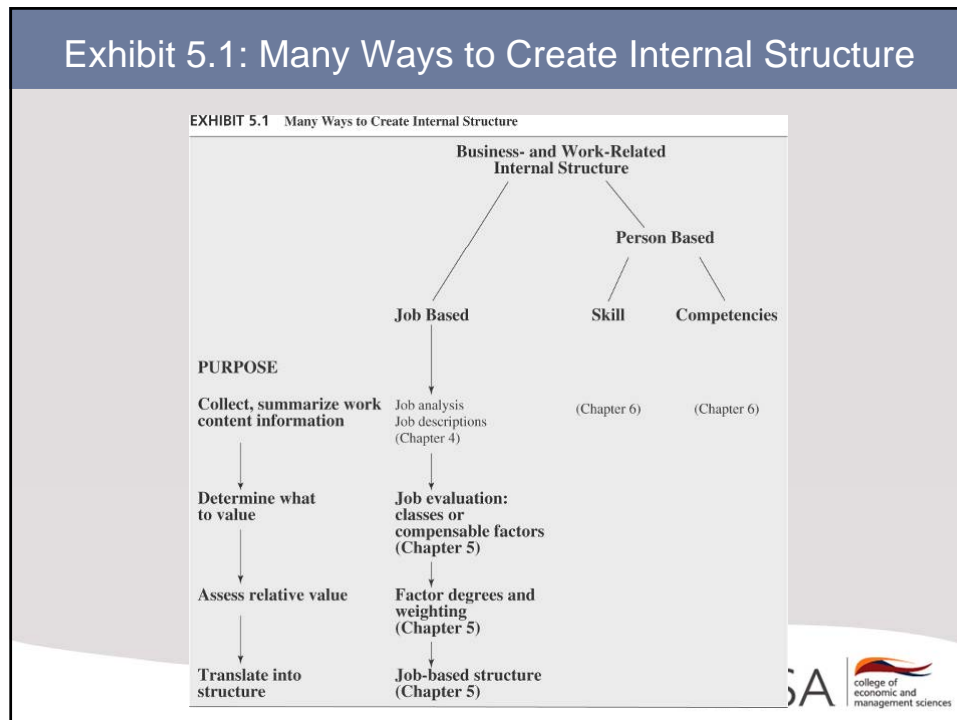 Exhibit 5.1: Many Ways to Create Internal Structure
EXHIBIT 5.1 Many Ways to Create Internal Structure
Business- and Work-Related
Internal Structure
Person Based
Job Based
Skill
Competencies
PURPOSE
Collect, summarize work
content information
Job analysis
Job descriptions
(Chapter 4)
(Chapter 6)
(Chapter 6)
Determine what
to value
Job evaluation:
classes or
compensable factors
(Chapter 5)
Assess relative value
Factor degrees and
weighting
(Chapter 5)
Translate into
structure
Job-based structure
(Chapter 5)
SA
college of
economic and
management sciences